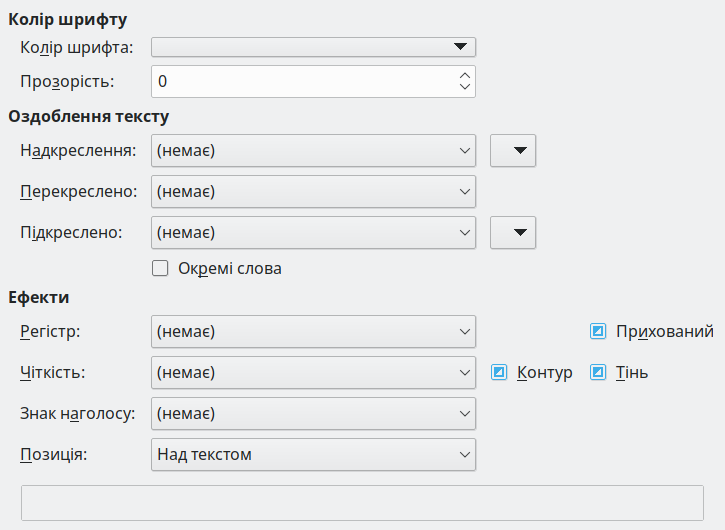 Колір шрифту
Колір шрифта:
Прозорість: 0
Оздоблення тексту
Надкреслення: (немає)
Перекреслено: (немає)
Підкреслено: (немає)
Окремі слова
Ефекти
Регістр: (немає) Прихований
Чіткість: (немає) Контур Тінь
Знак наголосу: (немає)
Позиція: Над текстом